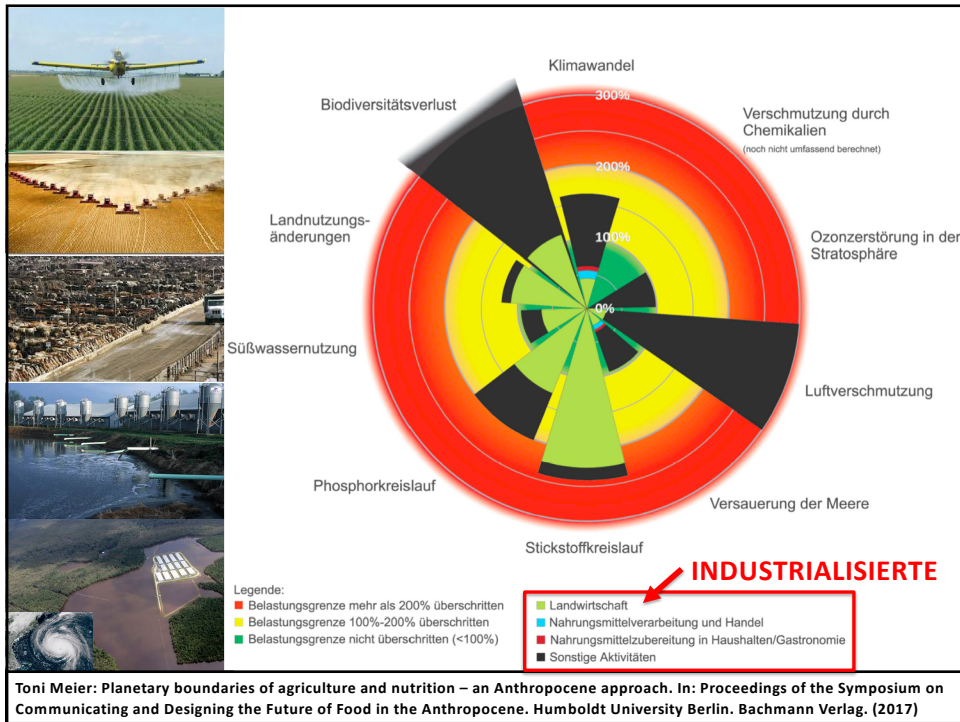 Klimawandel
300%
200%
100%
0%
Biodiversitätsverlust
Verschmutzung durch
Chemikalien
(noch nicht umfassend berechnet)
Landnutzungs-
änderungen
Ozonzerstörung in der
Stratosphäre
Süßwassernutzung
Luftverschmutzung
Phosphorkreislauf
Versauerung der Meere
Stickstoffkreislauf
INDUSTRIALISIERTE
Legende:
Belastungsgrenze mehr als 200% überschritten
Belastungsgrenze 100%-200% überschritten
Belastungsgrenze nicht überschritten (<100%)
Landwirtschaft
Nahrungsmittelverarbeitung und Handel
Nahrungsmittelzubereitung in Haushalten/Gastronomie
Sonstige Aktivitäten
Toni Meier: Planetary boundaries of agriculture and nutrition – an Anthropocene approach. In: Proceedings of the Symposium on
Communicating and Designing the Future of Food in the Anthropocene. Humboldt University Berlin. Bachmann Verlag. (2017)